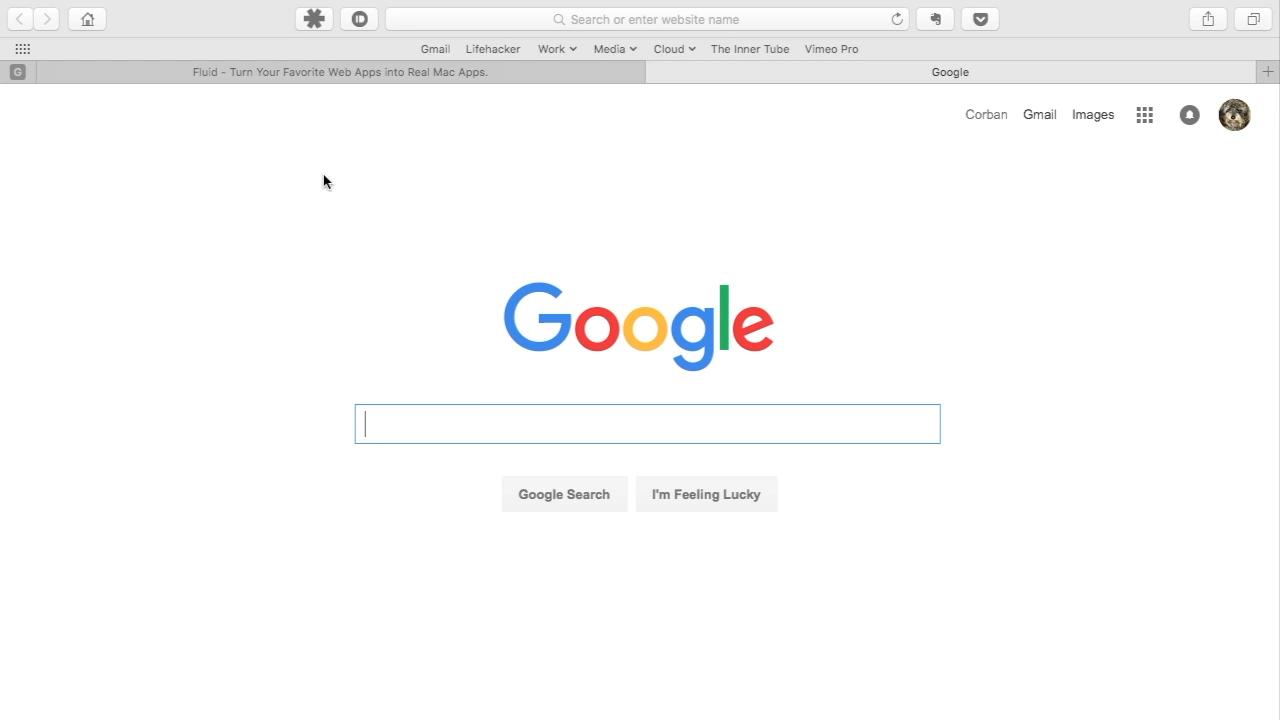 Search or enter website name
Gmail Lifehacker Work Media Cloud The Inner Tube Vimeo Pro
G Fluid - Turn Your Favorite Web Apps into Real Mac Apps. Google
Corban Gmail Images
Google
Google Search I'm Feeling Lucky